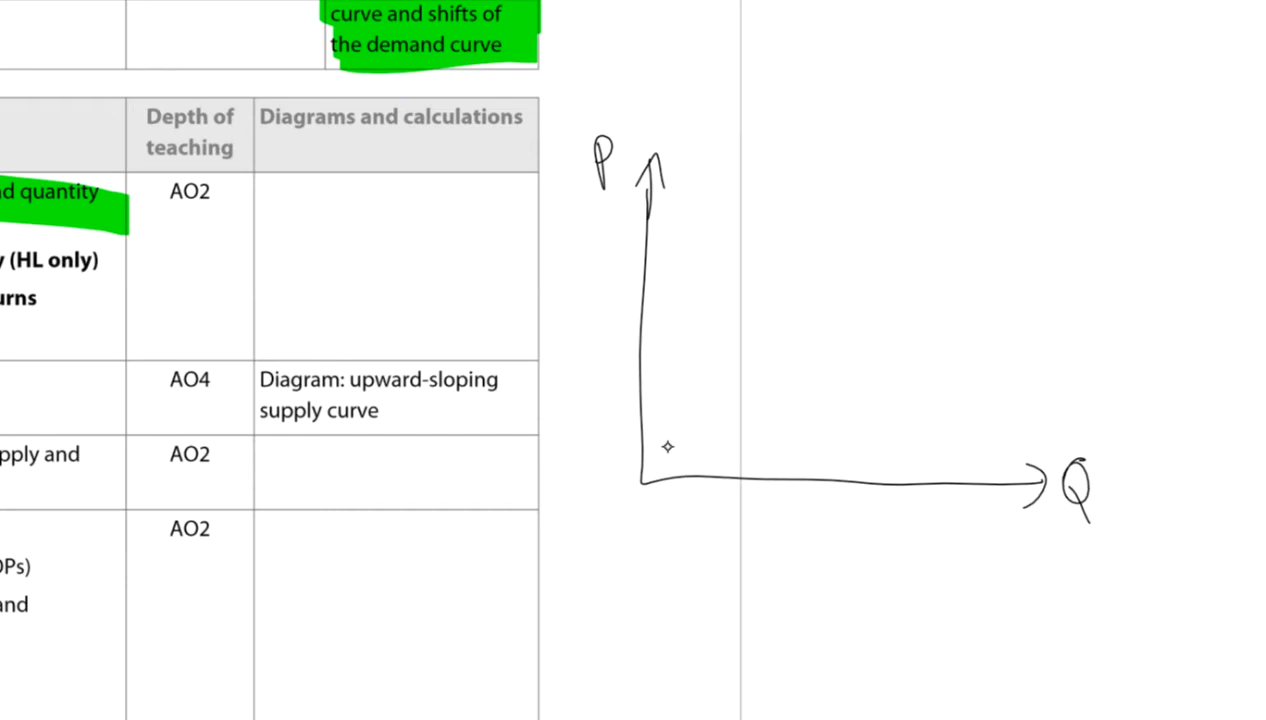 curve and shifts of
the demand curve
Depth of
teaching
Diagrams and calculations
d quantity
AO2
(HL only)
urns
AO4
Diagram: upward-sloping
supply curve
pply and
AO2
AO2
Ps)
and
P
Q